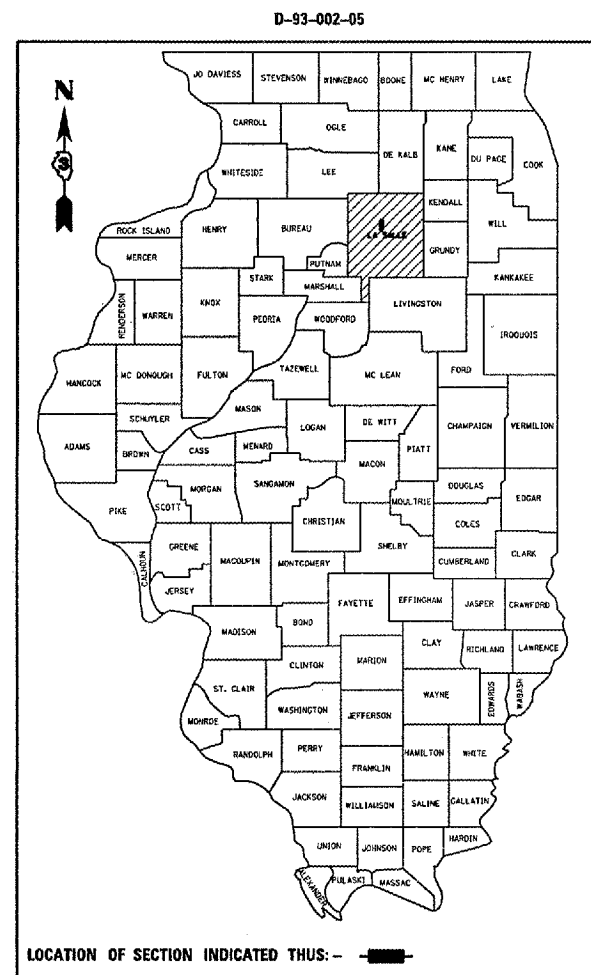 D-93-002-05
JO DAVIESS STEVENSON WINNEBAGO BOONE MC HENRY LAKE
N
CARROLL OGLE
3
DE KALB KANE DU PAGE COOK
WHITESIDE LEE
KENDALL WILL
ROCK ISLAND HENRY BUREAU LA SALLE
MERCER PUTNAM GRUNDY
STARK MARSHALL KANKAKEE
HENDERSON WARREN KNOX PEORIA WOODFORD LIVINGSTON IROQUOIS
TAZEWELL MC LEAN FORD
HANCOCK MC DONOUGH FULTON
MASON
SCHUYLER LOGAN DE WITT CHAMPAIGN VERMILION
ADAMS BROWN CASS MENARD MACON PIATT
MORGAN SANGAMON DOUGLAS EDGAR
PIKE SCOTT CHRISTIAN MOULTRIE COLES
GREENE SHELBY CLARK
CALHOUN MACOUPIN MONTGOMERY CUMBERLAND
JERSEY FAYETTE EFFINGHAM JASPER CRAWFORD
MADISON BOND
CLAY RICHLAND LAWRENCE
CLINTON MARION
ST. CLAIR WAYNE EDWARDS WABASH
WASHINGTON JEFFERSON
MONROE
RANDOLPH PERRY HAMILTON WHITE
FRANKLIN
JACKSON WILLIAMSON SALINE GALLATIN
UNION JOHNSON POPE HARDIN
ALEXANDER PULASKI MASSAC
LOCATION OF SECTION INDICATED THUS: -